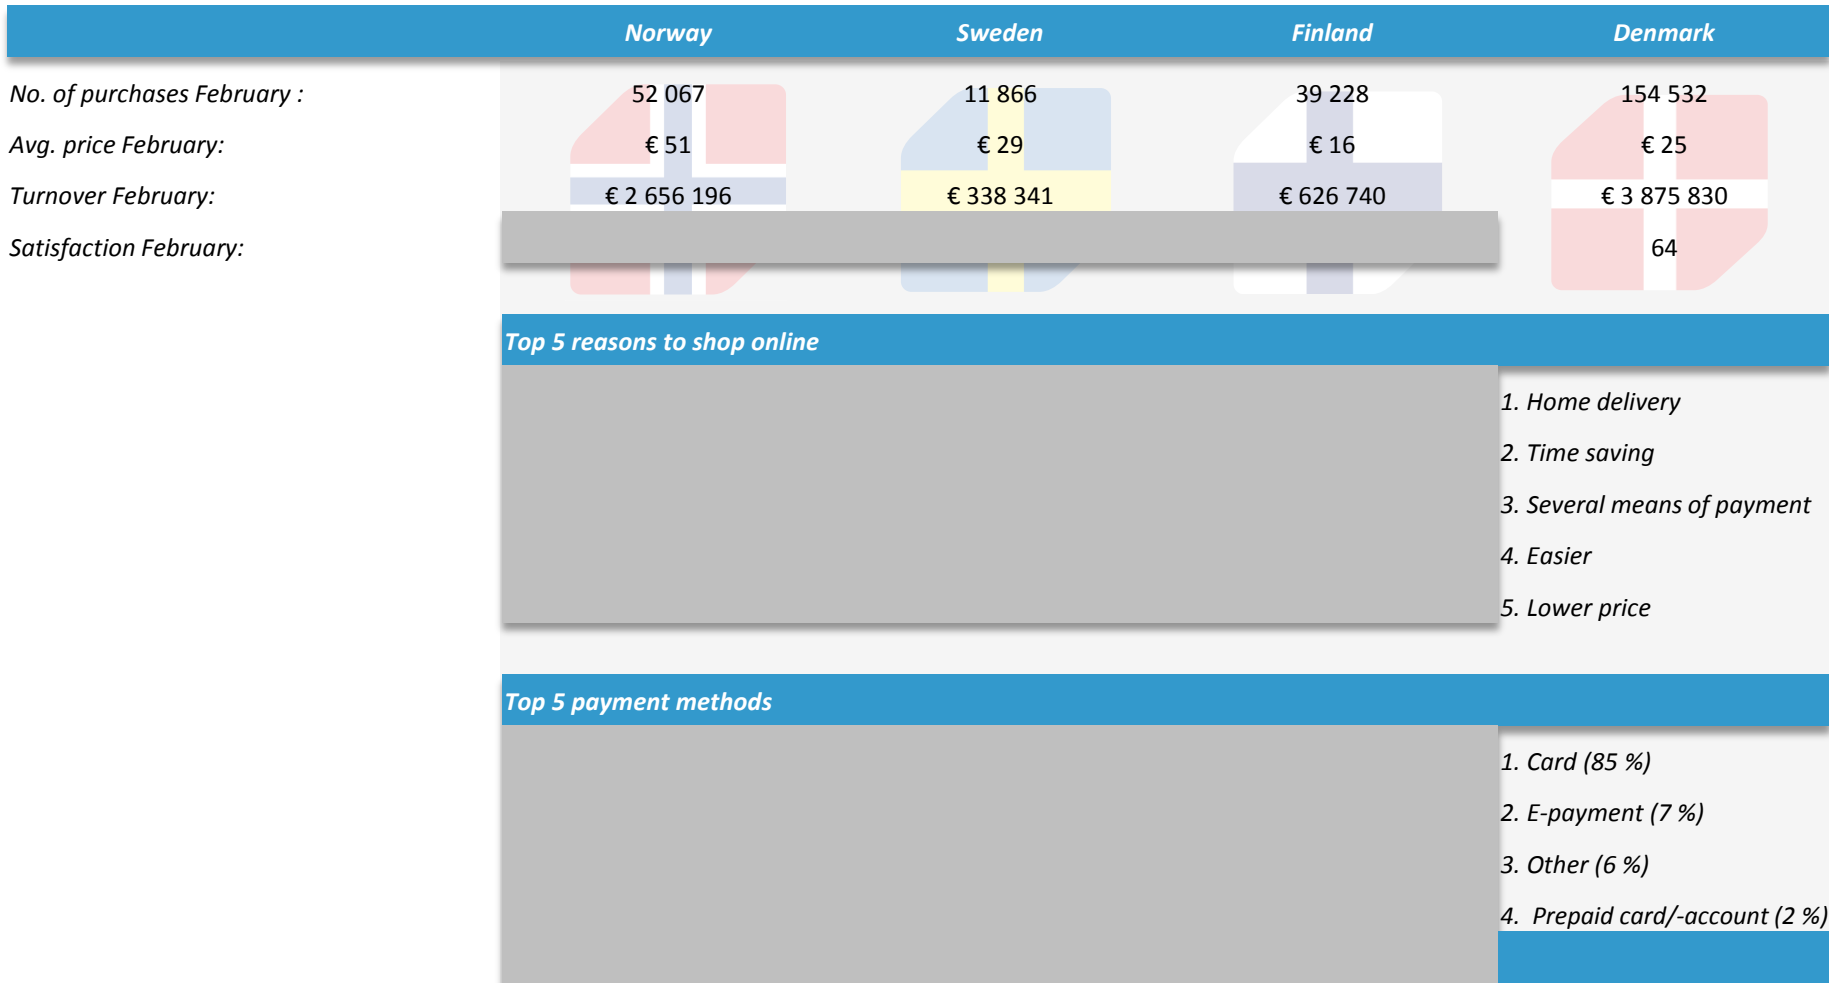 Norway Sweden Finland Denmark
No. of purchases February : 52 067 11 866 39 228 154 532
Avg. price February: € 51 € 29 € 16 € 25
Turnover February: € 2 656 196 € 338 341 € 626 740 € 3 875 830
Satisfaction February: 64
Top 5 reasons to shop online
1. Home delivery
2. Time saving
3. Several means of payment
4. Easier
5. Lower price
Top 5 payment methods
1. Card (85 %)
2. E-payment (7 %)
3. Other (6 %)
4. Prepaid card/-account (2 %)